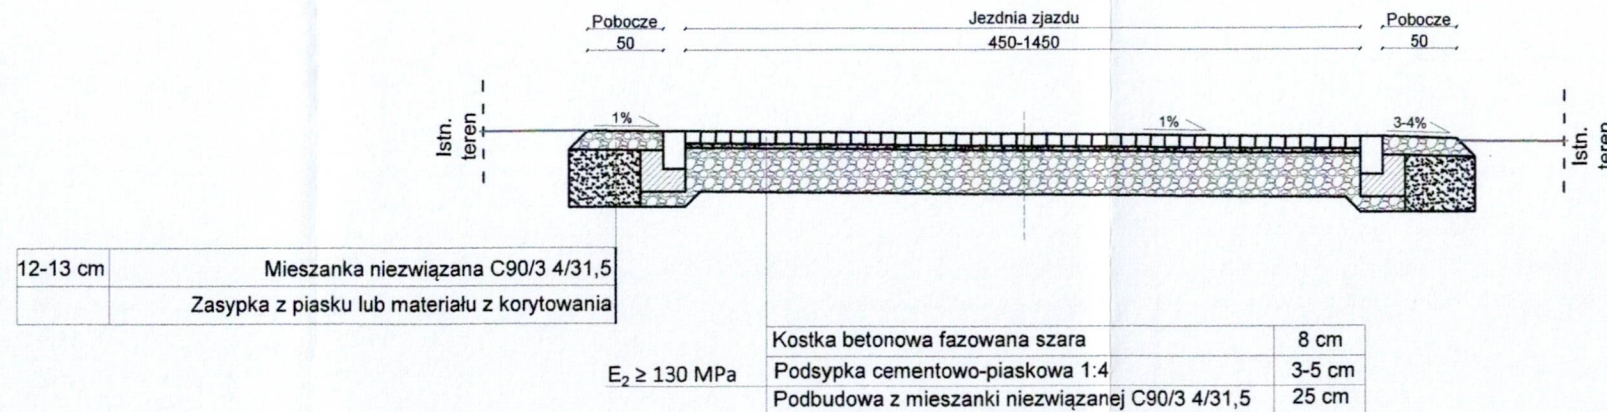 Pobocze Jezdnia zjazdu Pobocze
50 450-1450 50
Istn.
teren
1% 1% 3-4%
Istn.
teren
12-13 cm Mieszanka niezwiązana C90/3 4/31,5
Zasypka z piasku lub materiału z korytowania
Kostka betonowa fazowana szara 8 cm
E₂ ≥ 130 MPa Podsypka cementowo-piaskowa 1:4 3-5 cm
Podbudowa z mieszanki niezwiązanej C90/3 4/31,5 25 cm